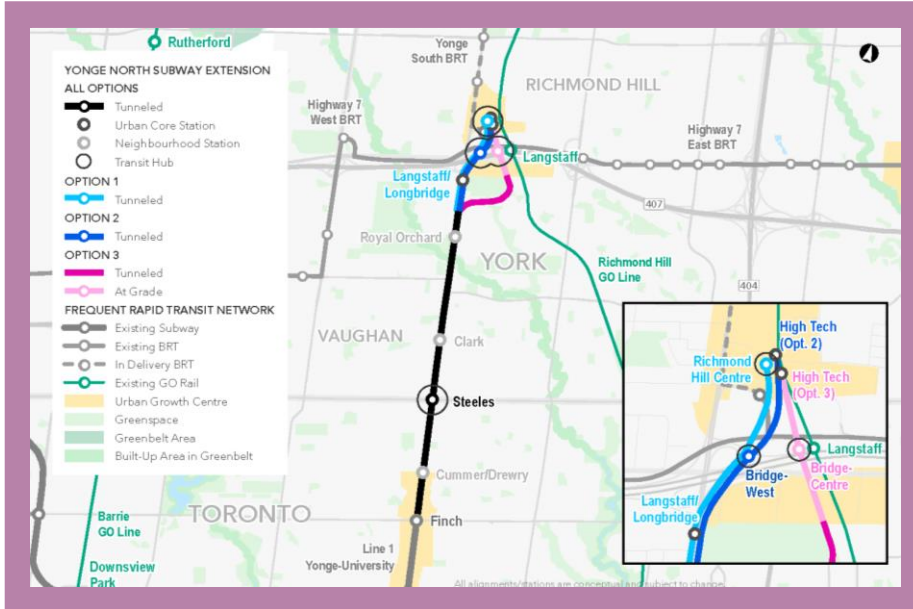 Rutherford
YONGE NORTH SUBWAY EXTENSION
ALL OPTIONS
Tunneled
Urban Core Station
Neighbourhood Station
Transit Hub
OPTION 1
Tunneled
OPTION 2
Tunneled
OPTION 3
Tunneled
At Grade
FREQUENT RAPID TRANSIT NETWORK
Existing Subway
Existing BRT
In Delivery BRT
Existing GO Rail
Urban Growth Centre
Greenspace
Greenbelt Area
Built-Up Area in Greenbelt
Yonge
South BRT
RICHMOND HILL
Highway 7
West BRT
Highway 7
East BRT
Langstaff
Langstaff/
Longbridge
407
Royal Orchard
YORK
Richmond Hill
GO Line
404
VAUGHAN
Clark
Steeles
Cummer/Drewry
TORONTO
Finch
Barrie
GO Line
Line 1
Yonge-University
Downsview
Park
All alignments/stations are conceptual and subject to change.
High Tech
(Opt. 2)
Richmond
Hill Centre
High Tech
(Opt. 3)
Langstaff
Bridge-
Centre
Bridge-
West
Langstaff/
Longbridge